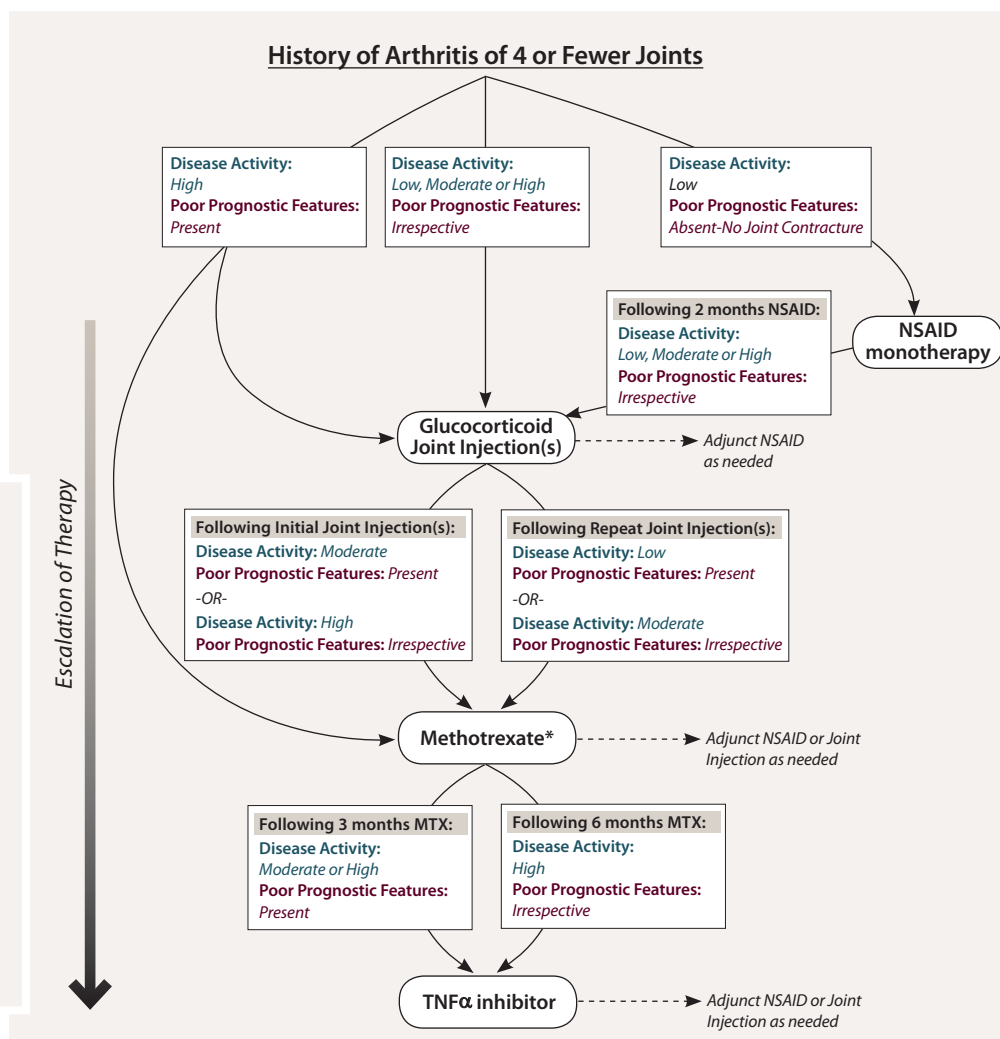 History of Arthritis of 4 or Fewer Joints
Disease Activity:
High
Poor Prognostic Features:
Present
Disease Activity:
Low, Moderate or High
Poor Prognostic Features:
Irrespective
Disease Activity:
Low
Poor Prognostic Features:
Absent-No Joint Contracture
Following 2 months NSAID:
Disease Activity:
Low, Moderate or High
Poor Prognostic Features:
Irrespective
NSAID
monotherapy
Glucocorticoid
Joint Injection(s)
Adjunct NSAID
as needed
Escalation of Therapy
Following Initial Joint Injection(s):
Disease Activity: Moderate
Poor Prognostic Features: Present
-OR-
Disease Activity: High
Poor Prognostic Features: Irrespective
Following Repeat Joint Injection(s):
Disease Activity: Low
Poor Prognostic Features: Present
-OR-
Disease Activity: Moderate
Poor Prognostic Features: Irrespective
Methotrexate*
Adjunct NSAID or Joint
Injection as needed
Following 3 months MTX:
Disease Activity:
Moderate or High
Poor Prognostic Features:
Present
Following 6 months MTX:
Disease Activity:
High
Poor Prognostic Features:
Irrespective
TNFα inhibitor
Adjunct NSAID or Joint
Injection as needed